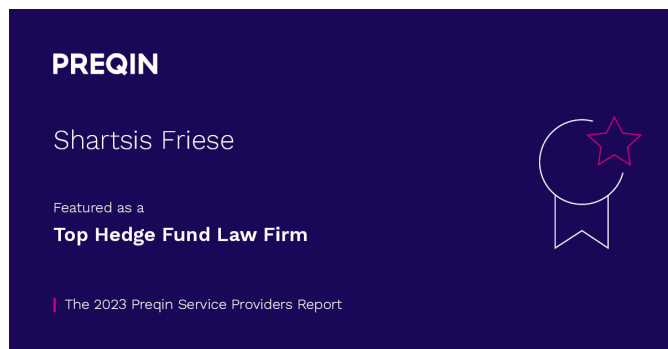 PREQIN
Shartsis Friese
Featured as a
Top Hedge Fund Law Firm
The 2023 Preqin Service Providers Report